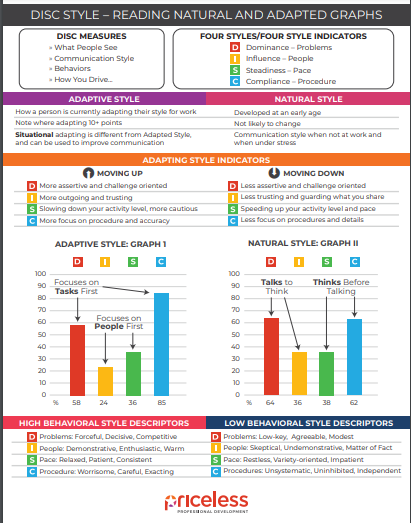 DISC STYLE – READING NATURAL AND ADAPTED GRAPHS
DISC MEASURES
» What People See
» Communication Style
» Behaviors
» How You Drive...
FOUR STYLES/FOUR STYLE INDICATORS
D Dominance – Problems
I Influence – People
S Steadiness – Pace
C Compliance – Procedure
ADAPTIVE STYLE
How a person is currently adapting their style for work
Note where adapting 10+ points
Situational adapting is different from Adapted Style,
and can be used to improve communication
NATURAL STYLE
Developed at an early age
Not likely to change
Communication style when not at work and
when under stress
ADAPTING STYLE INDICATORS
MOVING UP
D More assertive and challenge oriented
I More outgoing and trusting
S Slowing down your activity level, more cautious
C More focus on procedure and accuracy
MOVING DOWN
D Less assertive and challenge oriented
I Less trusting and guarding what you share
S Speeding up your activity level and pace
C Less focus on procedures and details
ADAPTIVE STYLE: GRAPH 1
D I S C
100
90
80
70
60
50
40
30
20
10
0
Focuses on
Tasks First
Focuses on
People First
% 58 24 36 85
NATURAL STYLE: GRAPH II
D I S C
100
90
80
70
60
50
40
30
20
10
0
Talks to
Think
Thinks Before
Talking
% 64 36 38 62
HIGH BEHAVIORAL STYLE DESCRIPTORS
D Problems: Forceful, Decisive, Competitive
I People: Demonstrative, Enthusiastic, Warm
S Pace: Relaxed, Patient, Consistent
C Procedure: Worrisome, Careful, Exacting
LOW BEHAVIORAL STYLE DESCRIPTORS
D Problems: Low-key, Agreeable, Modest
I People: Skeptical, Undemonstrative, Matter of Fact
S Pace: Restless, Variety-oriented, Impatient
C Procedures: Unsystematic, Uninhibited, Independent
priceless
PROFESSIONAL DEVELOPMENT